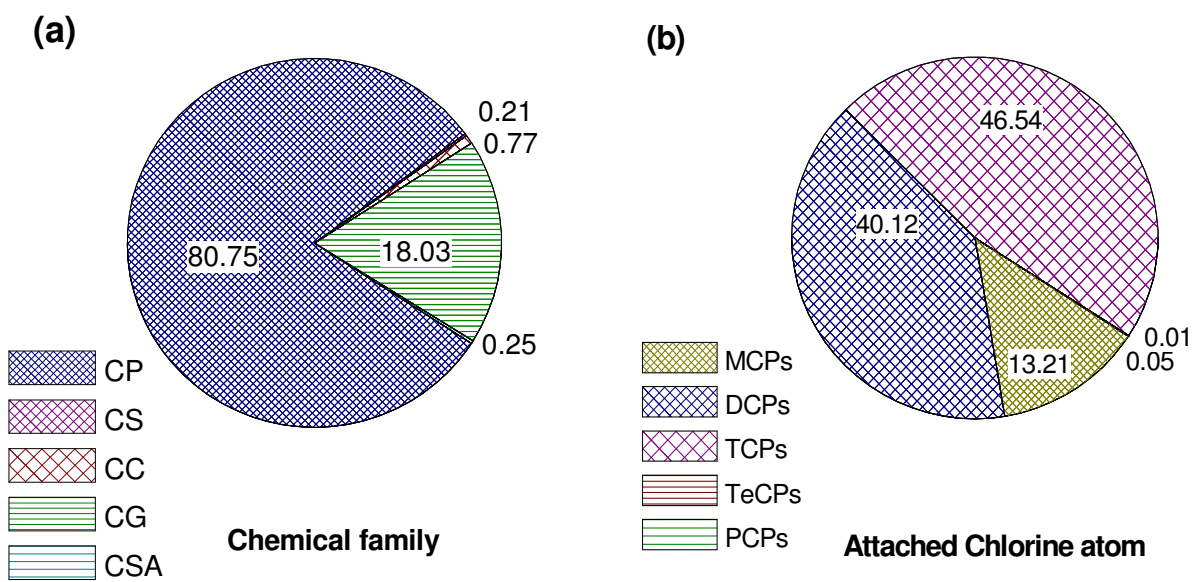 (a)
0.21
0.77
80.75
18.03
0.25
CP
CS
CC
CG
CSA
Chemical family
(b)
46.54
40.12
0.01
0.05
13.21
MCPs
DCPs
TCPs
TeCPs
PCPs
Attached Chlorine atom